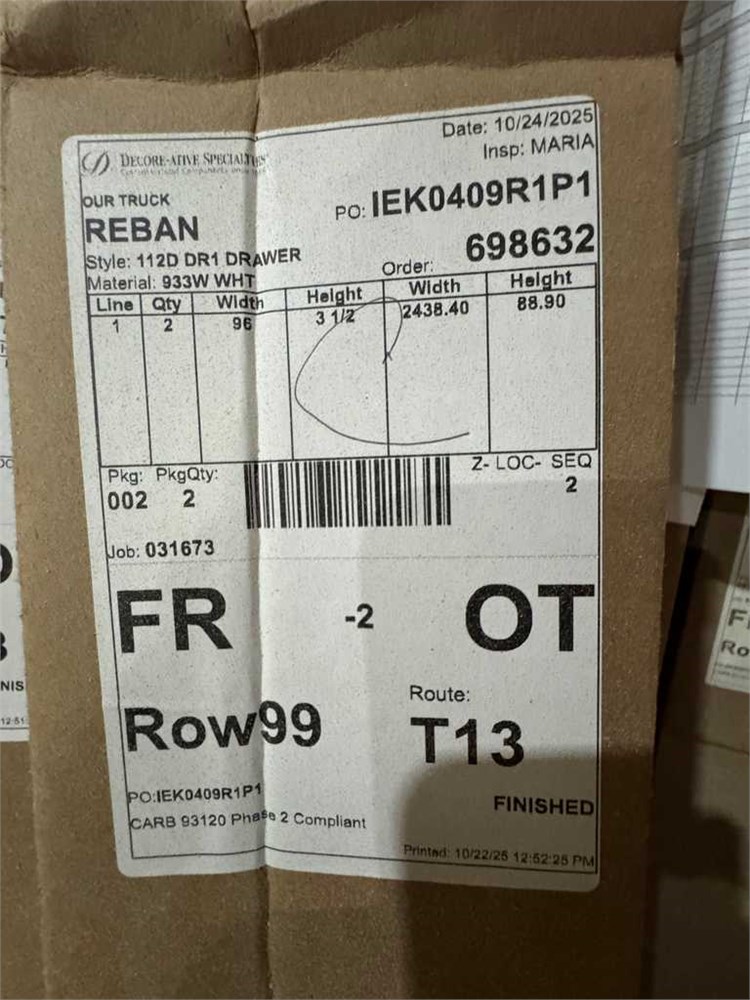 Date: 10/24/2025
Insp: MARIA
DECORE-ATIVE SPECIALTIES
OUR TRUCK
REBAN
PO: IEK0409R1P1
Style: 112D DR1 DRAWER
Order: 698632
Material: 933W WHT
Line Qty Width Height Width Height
1 2 96 3 1/2 2438.40 88.90
Pkg: PkgQty: Z- LOC- SEQ
002 2 2
Job: 031673
FR -2 OT
Route:
Row99 T13
PO:IEK0409R1P1
FINISHED
CARB 93120 Phase 2 Compliant
Printed: 10/22/25 12:52:25 PM
NIS
12:51